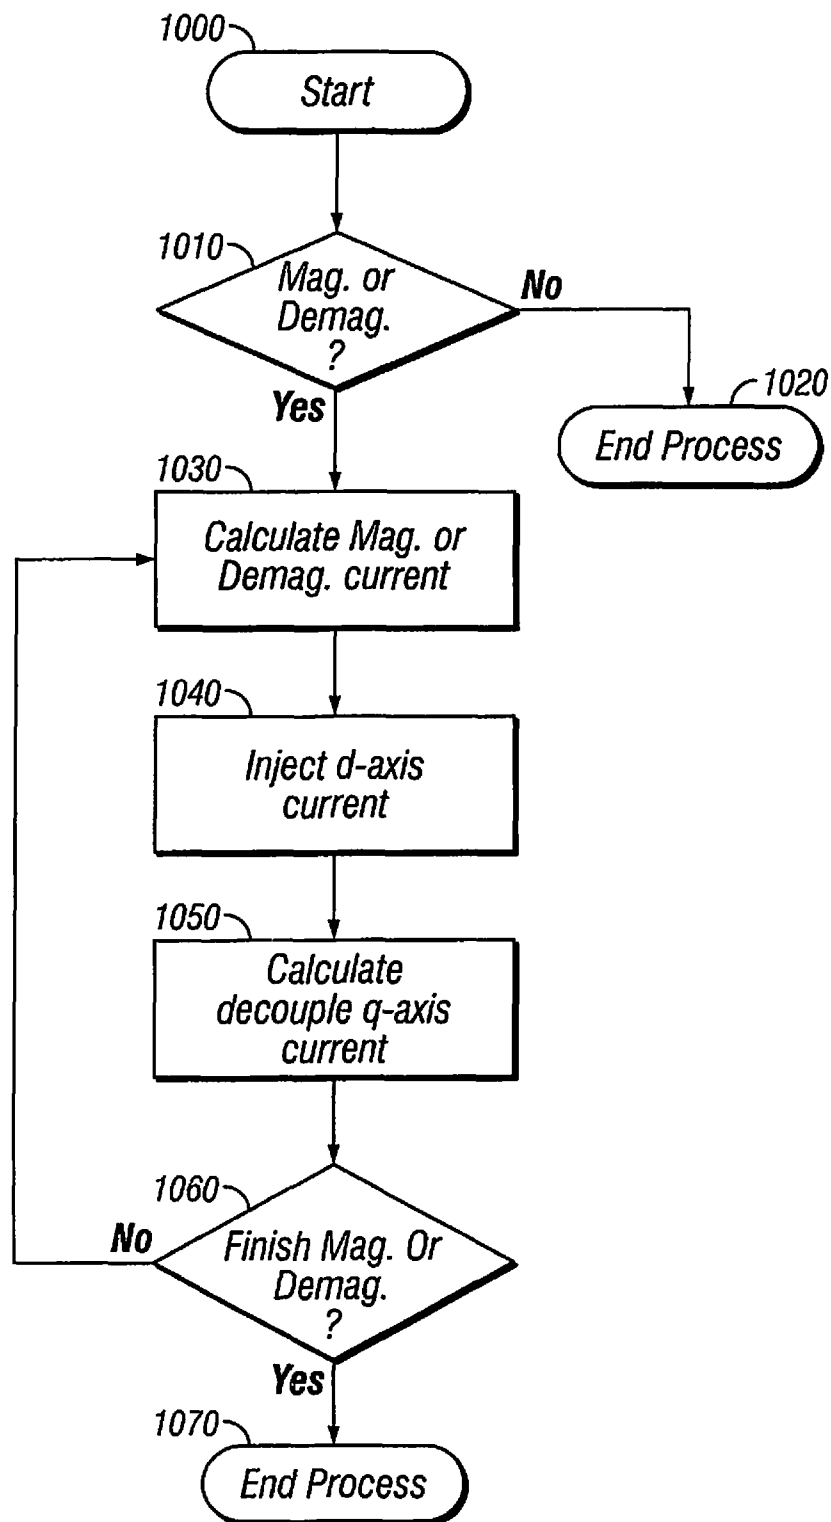 1000
Start
1010
Mag. or
Demag.
?
No
Yes
1020
End Process
1030
Calculate Mag. or
Demag. current
1040
Inject d-axis
current
1050
Calculate
decouple q-axis
current
1060
No
Finish Mag. Or
Demag.
?
Yes
1070
End Process